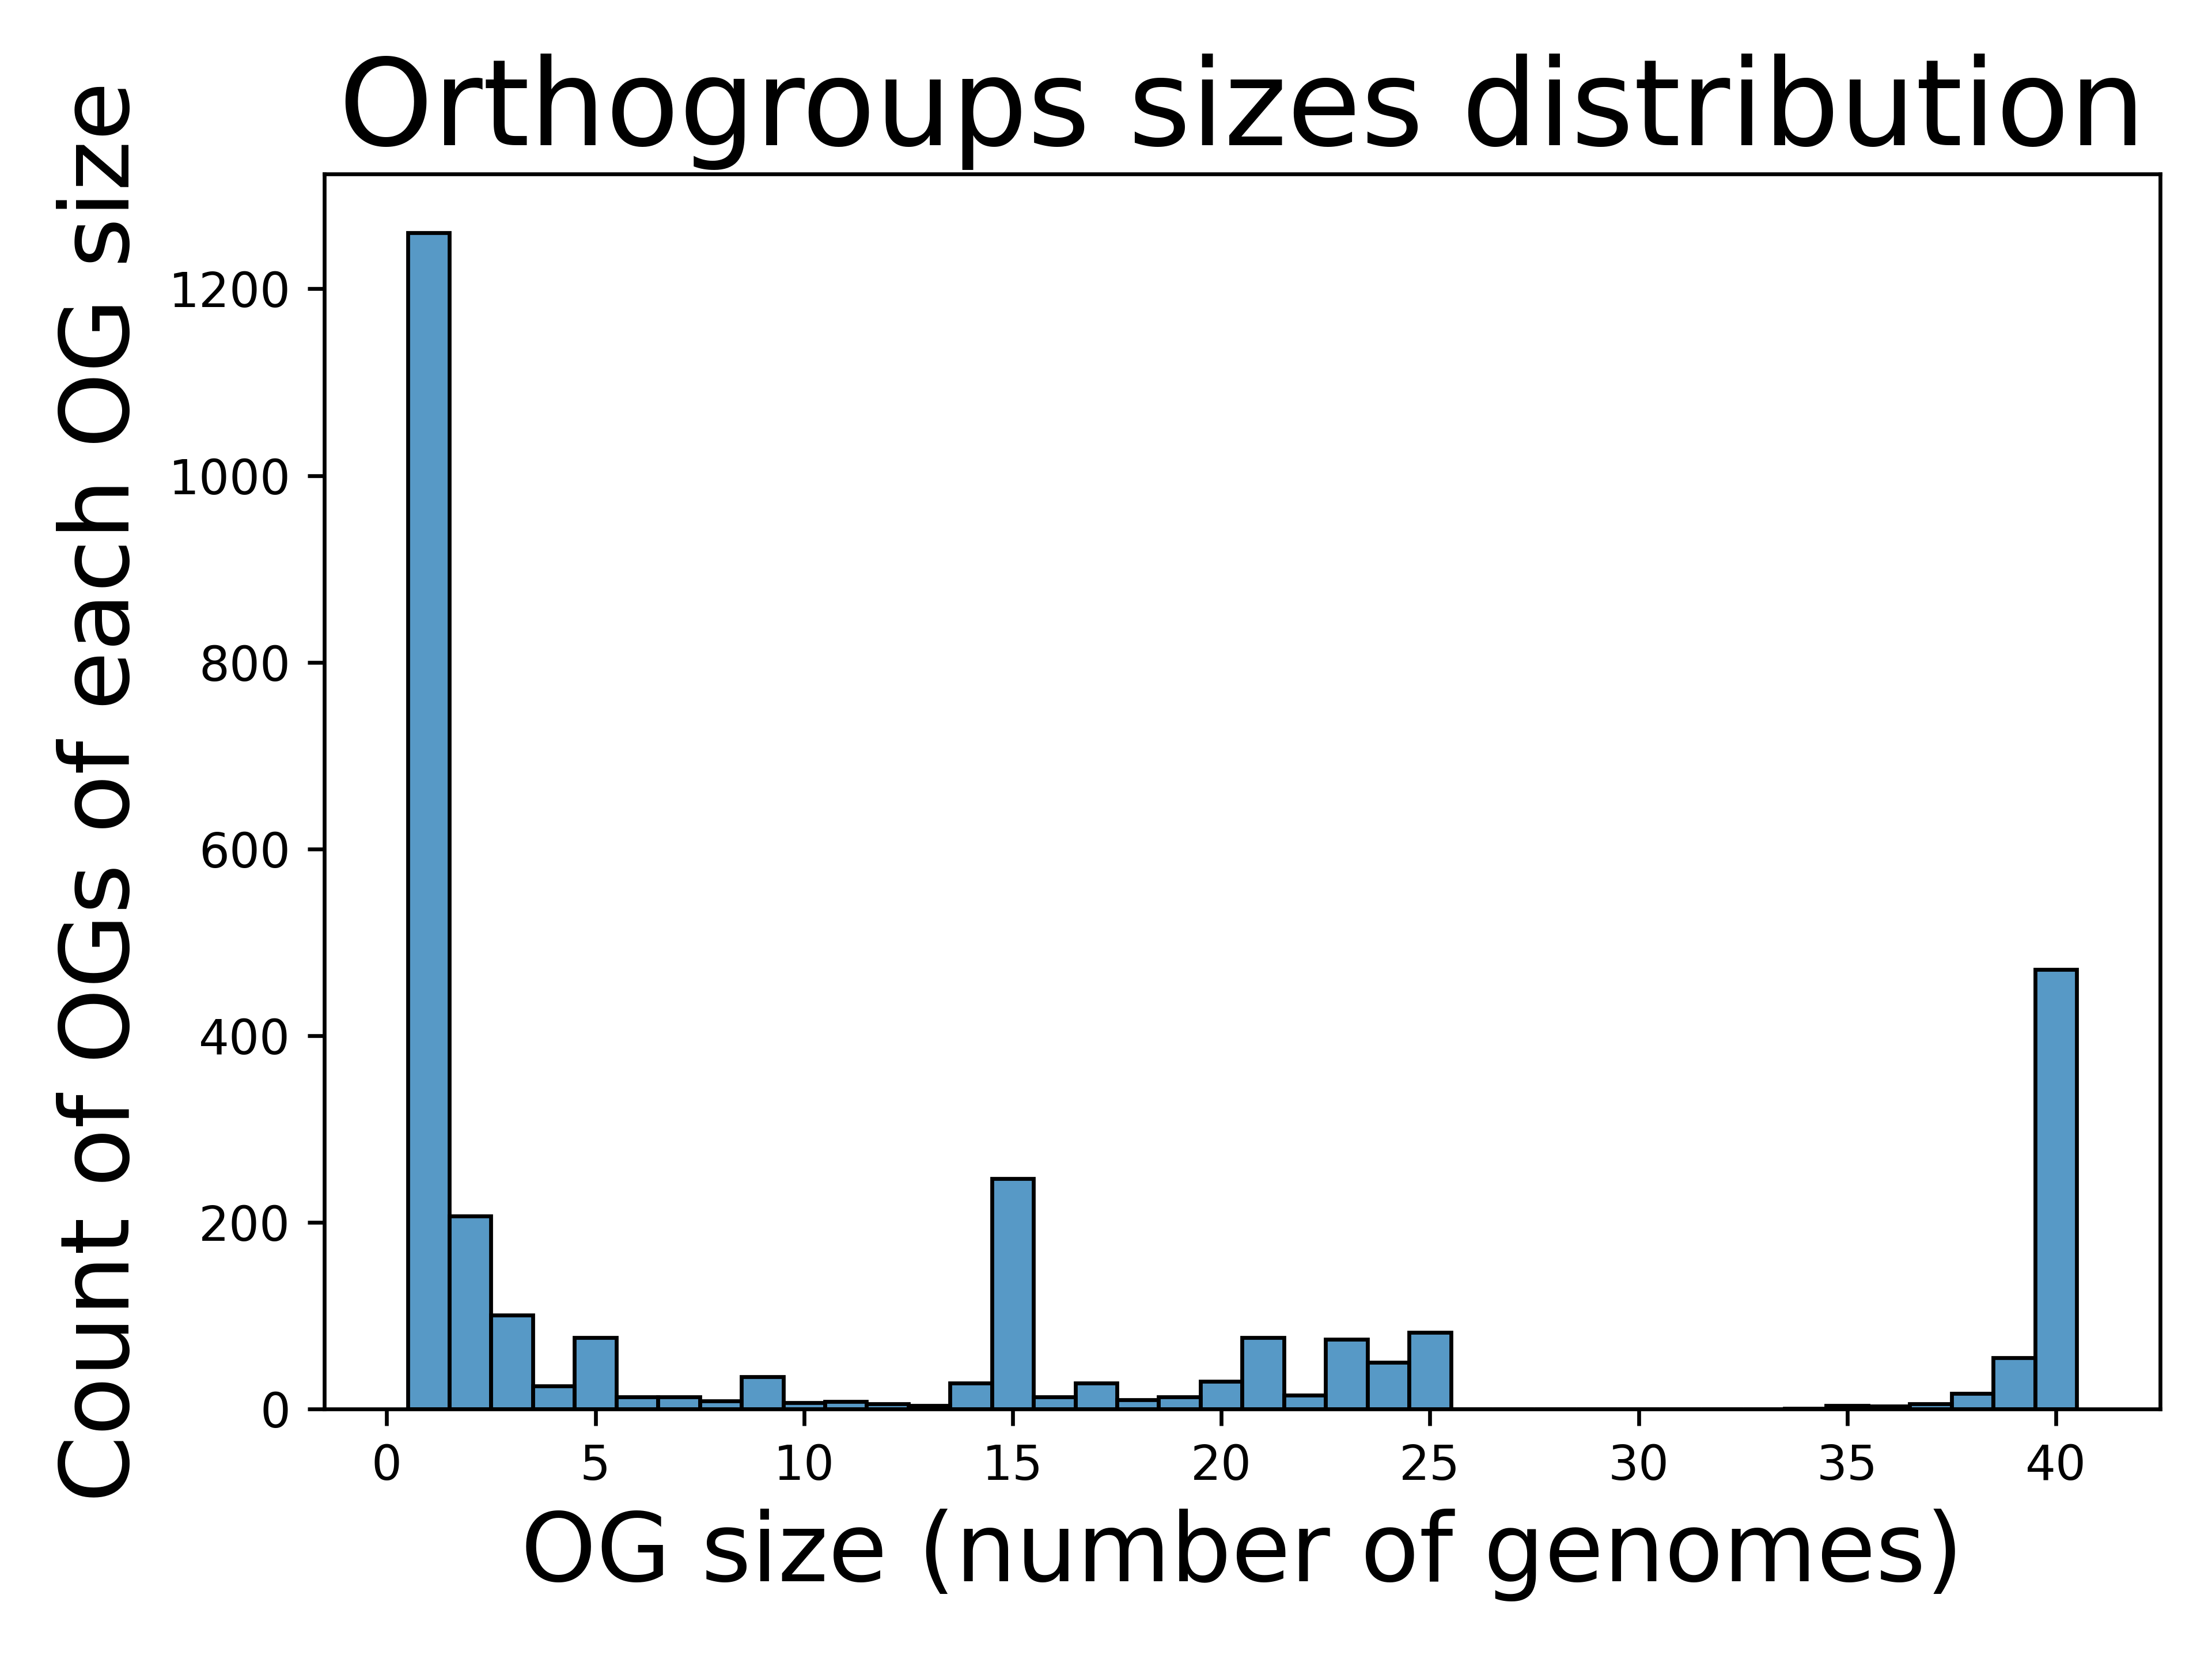 Orthogroups sizes distribution
Count of OGs of each OG size
1200
1000
800
600
400
200
0
0 5 10 15 20 25 30 35 40
OG size (number of genomes)